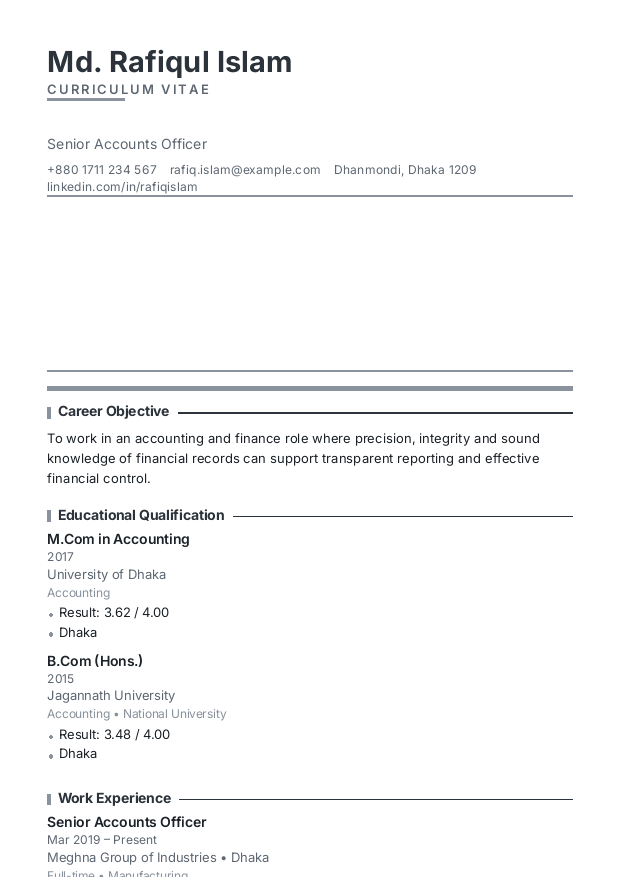 Md. Rafiqul Islam
CURRICULUM VITAE
Senior Accounts Officer
+880 1711 234 567 rafiq.islam@example.com Dhanmondi, Dhaka 1209
linkedin.com/in/rafiqislam
Career Objective
To work in an accounting and finance role where precision, integrity and sound
knowledge of financial records can support transparent reporting and effective
financial control.
Educational Qualification
M.Com in Accounting
2017
University of Dhaka
Accounting
• Result: 3.62 / 4.00
• Dhaka
B.Com (Hons.)
2015
Jagannath University
Accounting • National University
• Result: 3.48 / 4.00
• Dhaka
Work Experience
Senior Accounts Officer
Mar 2019 – Present
Meghna Group of Industries • Dhaka
Full-time • Manufacturing